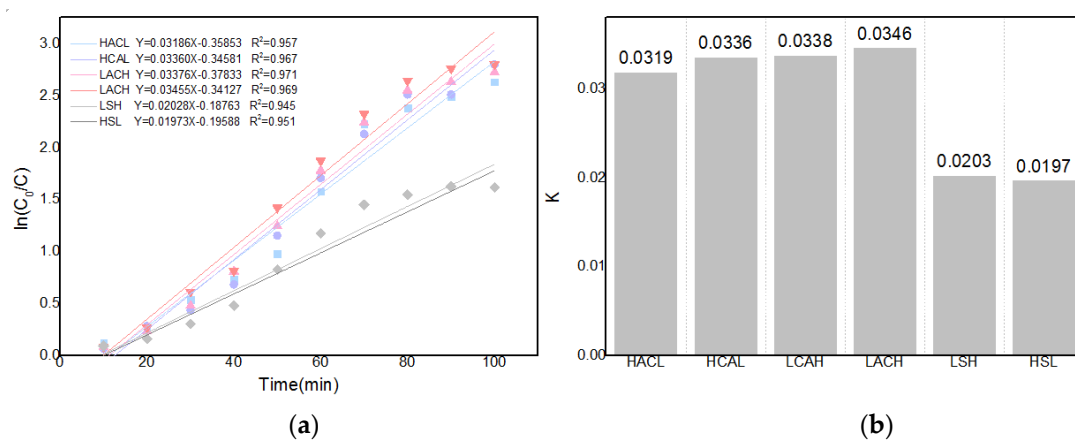 HACL Y=0.03186X-0.35853 R²=0.957
HCAL Y=0.03360X-0.34581 R²=0.967
LACH Y=0.03376X-0.37833 R²=0.971
LACH Y=0.03455X-0.34127 R²=0.969
LSH Y=0.02028X-0.18763 R²=0.945
HSL Y=0.01973X-0.19588 R²=0.951
3.0
2.5
2.0
1.5
1.0
0.5
0.0
ln(C₀/C)
20
40
60
80
100
Time(min)
(a)
0.03
0.02
0.01
0.00
K
0.0319
0.0336
0.0338
0.0346
0.0203
0.0197
HACL
HCAL
LCAH
LACH
LSH
HSL
(b)